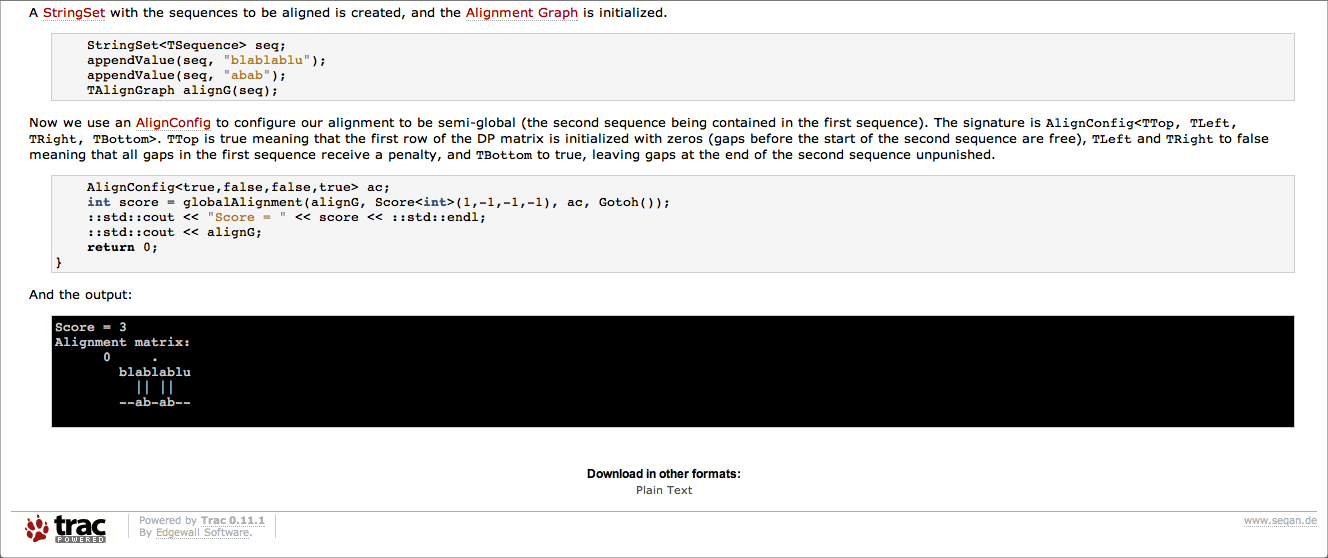 A StringSet with the sequences to be aligned is created, and the Alignment Graph is initialized.
StringSet<TSequence> seq;
appendValue(seq, "blablablu");
appendValue(seq, "abab");
TAlignGraph alignG(seq);
Now we use an AlignConfig to configure our alignment to be semi-global (the second sequence being contained in the first sequence). The signature is AlignConfig<TTop, TLeft,
TRight, TBottom>. TTop is true meaning that the first row of the DP matrix is initialized with zeros (gaps before the start of the second sequence are free), TLeft and TRight to false
meaning that all gaps in the first sequence receive a penalty, and TBottom to true, leaving gaps at the end of the second sequence unpunished.
AlignConfig<true,false,false,true> ac;
int score = globalAlignment(alignG, Score<int>(1,-1,-1,-1), ac, Gotoh());
::std::cout << "Score = " << score << ::std::endl;
::std::cout << alignG;
return 0;
}
And the output:
Score = 3
Alignment matrix:
0     .
blablablu
|| ||
--ab-ab--
Download in other formats:
Plain Text
trac
POWERED
Powered by Trac 0.11.1
By Edgewall Software.
www.seqan.de